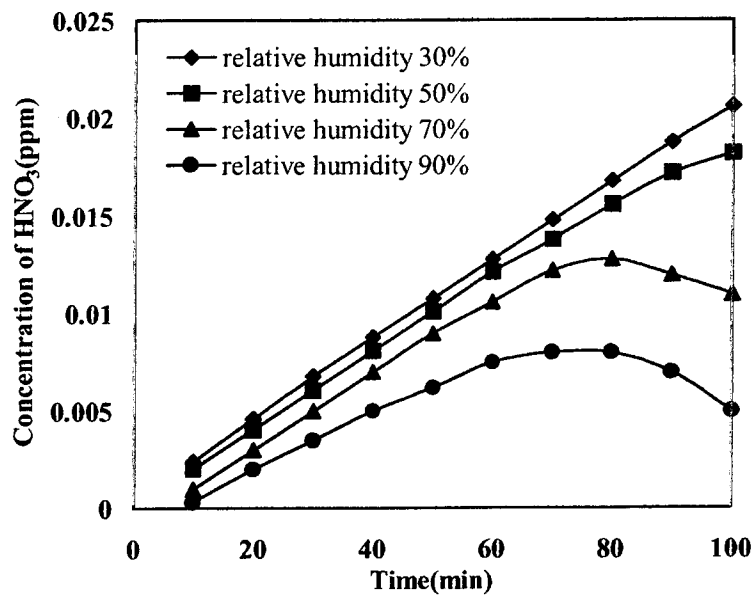 0.025
relative humidity 30%
relative humidity 50%
relative humidity 70%
relative humidity 90%
0.02
0.015
0.01
0.005
0
Concentration of HNO₃(ppm)
0 20 40 60 80 100
Time(min)